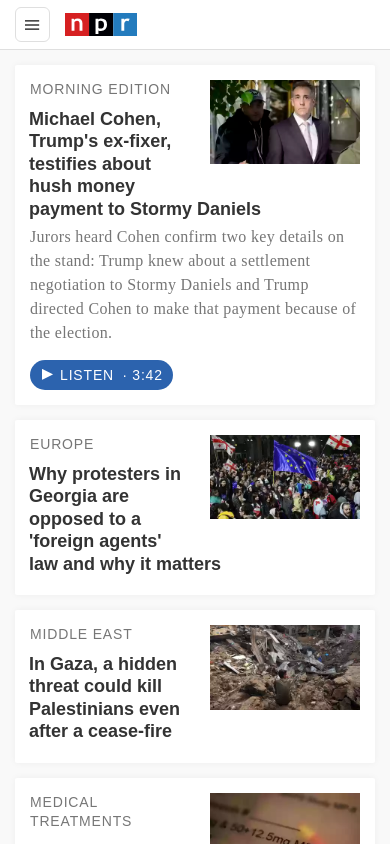 npr
MORNING EDITION
Michael Cohen,
Trump's ex-fixer,
testifies about
hush money
payment to Stormy Daniels
Jurors heard Cohen confirm two key details on
the stand: Trump knew about a settlement
negotiation to Stormy Daniels and Trump
directed Cohen to make that payment because of
the election.
LISTEN · 3:42
EUROPE
Why protesters in
Georgia are
opposed to a
'foreign agents'
law and why it matters
MIDDLE EAST
In Gaza, a hidden
threat could kill
Palestinians even
after a cease-fire
MEDICAL
TREATMENTS
& 50+12.5mg